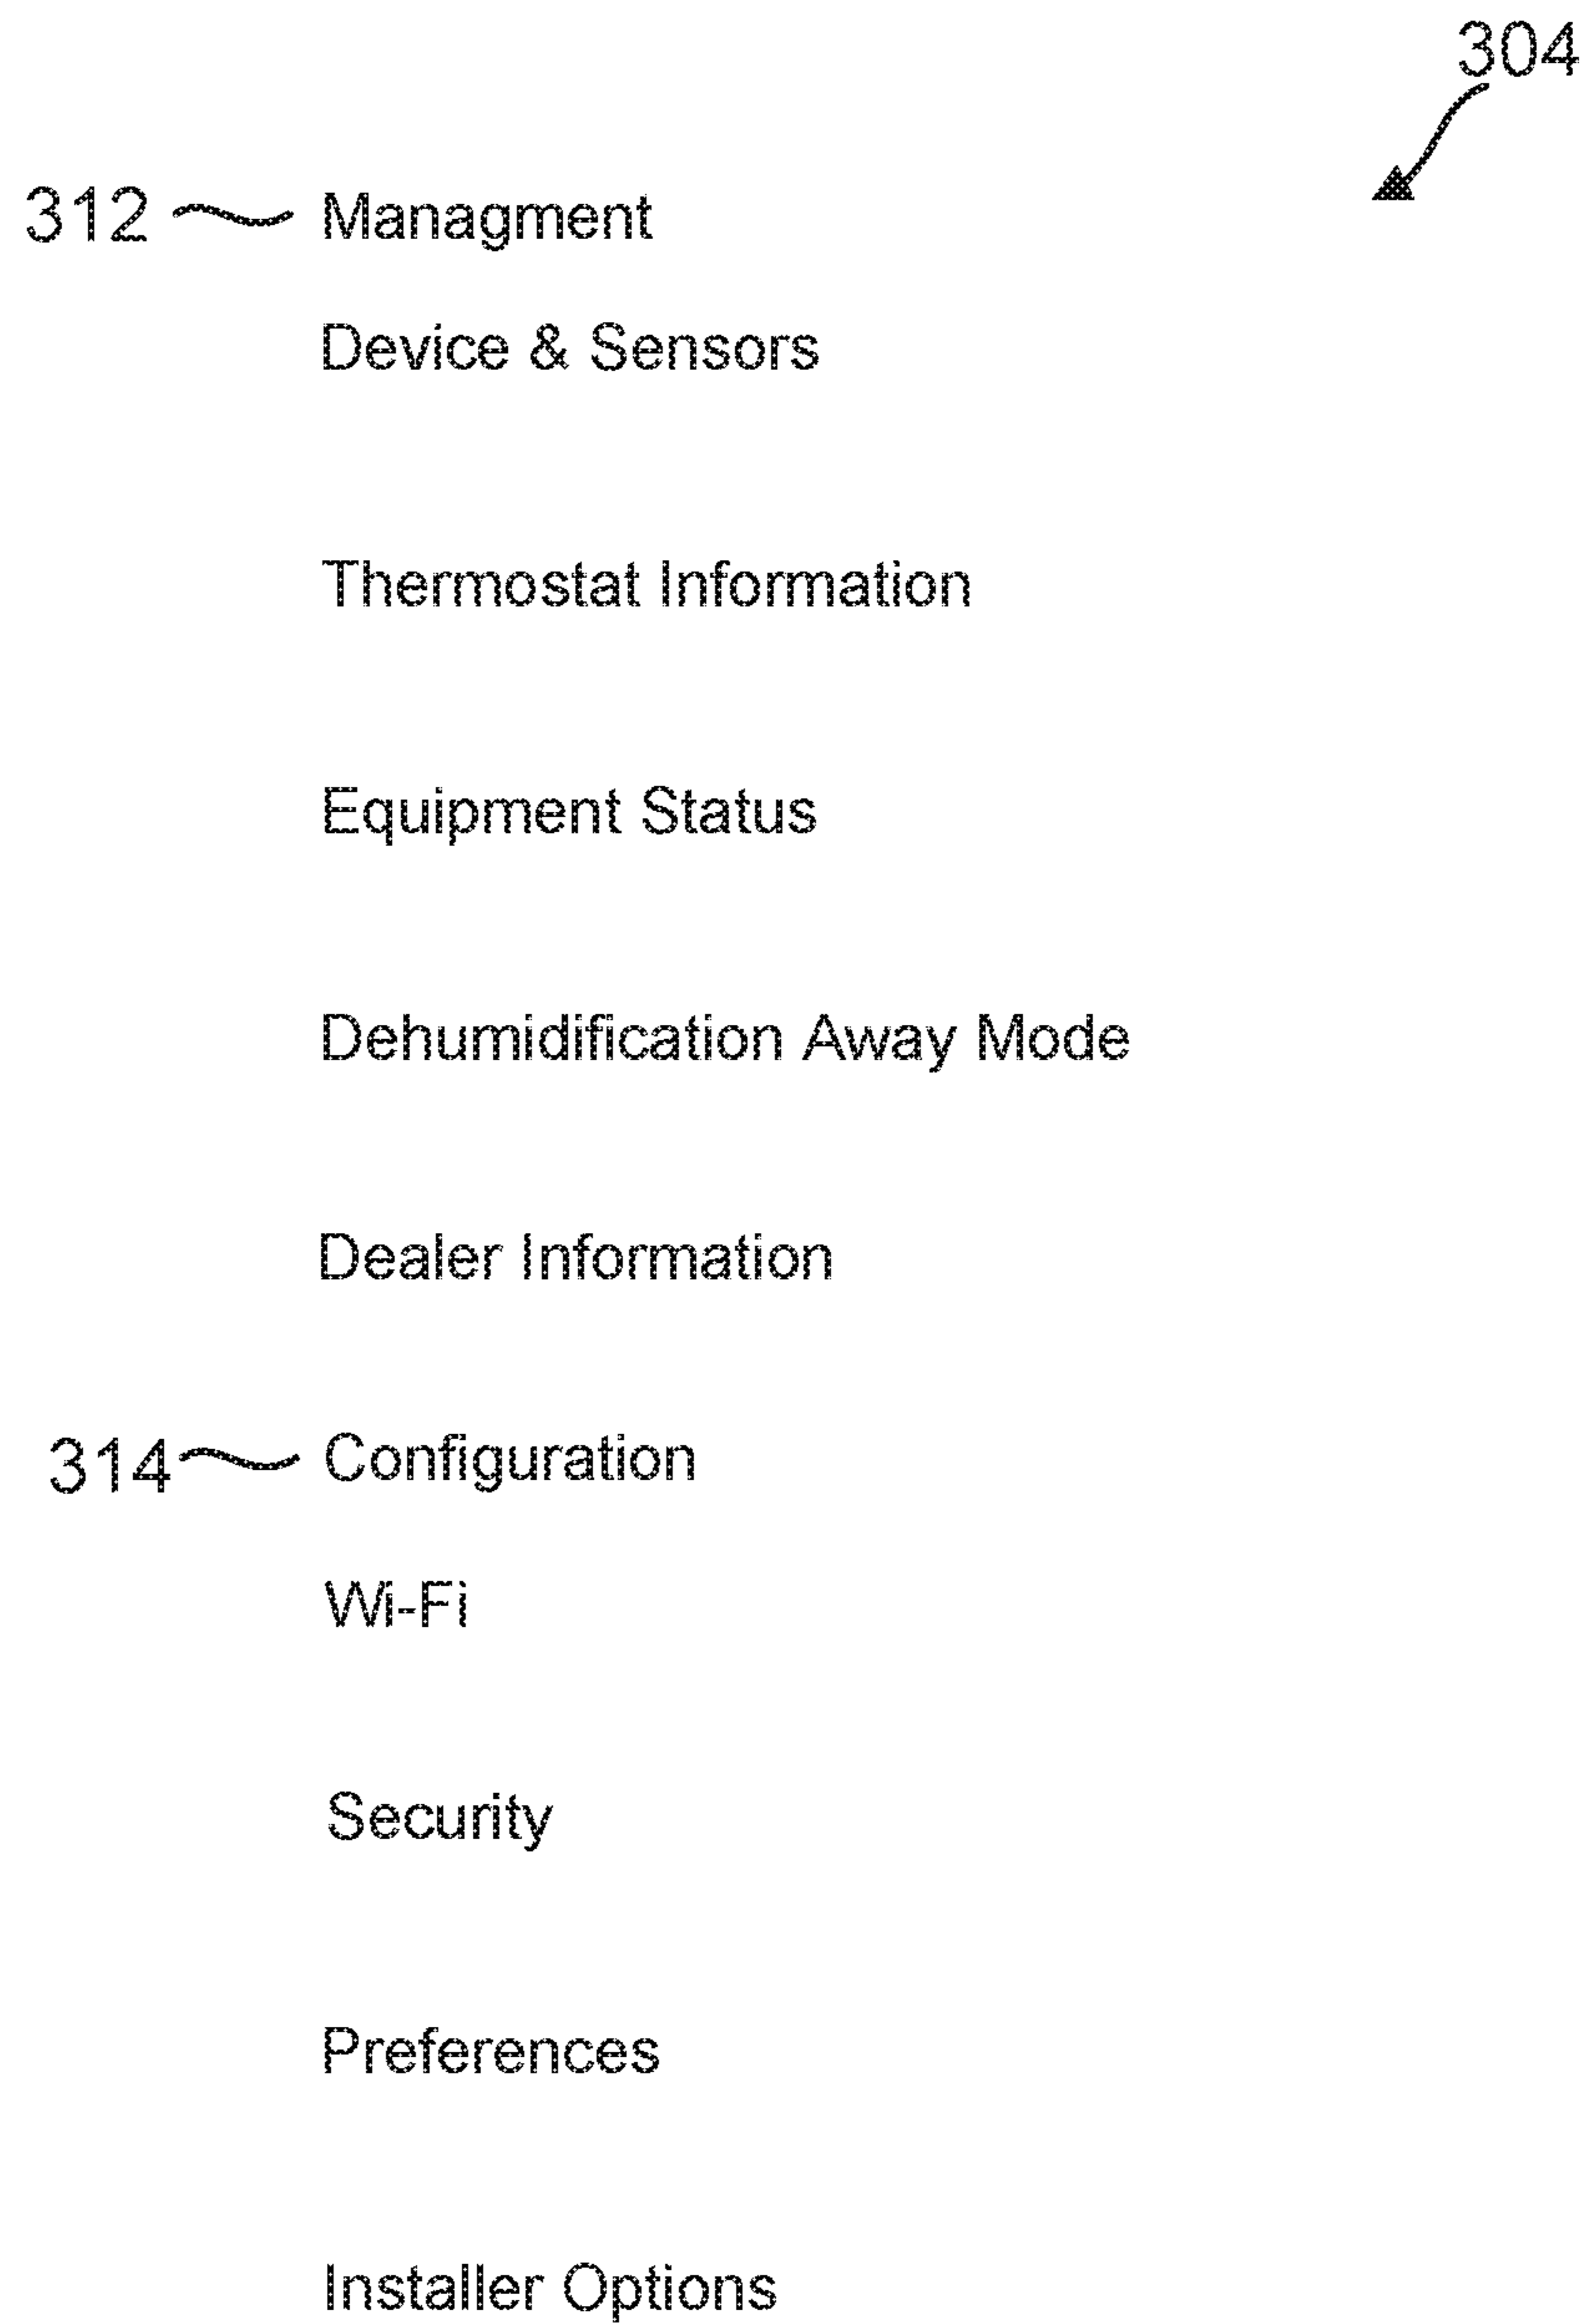 304
312 Managment
Device & Sensors
Thermostat Information
Equipment Status
Dehumidification Away Mode
Dealer Information
314 Configuration
Wi-Fi
Security
Preferences
Installer Options